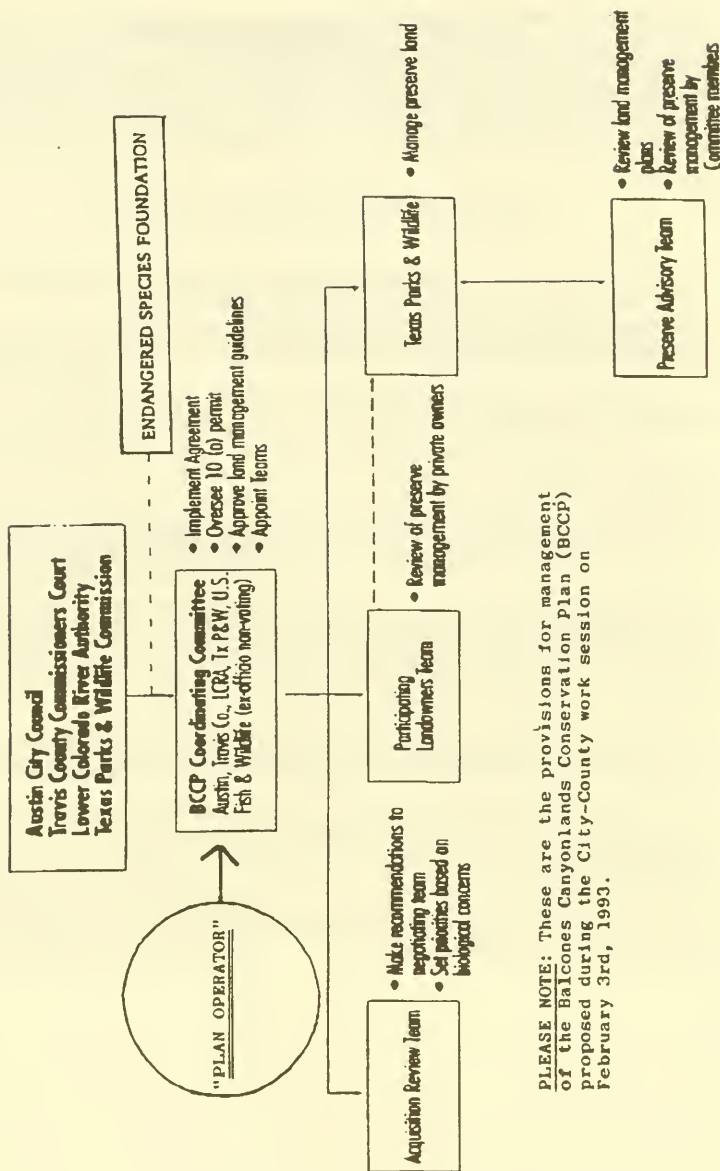 Austin City Council
Travis County Commissioners Court
Lower Colorado River Authority
Texas Parks & Wildlife Commission
ENDANGERED SPECIES FOUNDATION
"PLAN OPERATOR"
BCCP Coordinating Committee
Austin, Travis Co., LCRA, Tx P&W, U.S.
Fish & Wildlife (ex-officio non-voting)
• Implement Agreement
• Oversee 10 (a) permit
• Approve land management guidelines
• Appoint Teams
Acquisition Review Team
• Make recommendations to
negotiating team
• Set priorities based on
biological concerns
Participating
Landowners Team
• Review of preserve
management by private owners
Texas Parks & Wildlife
• Manage preserve land
Preserve Advisory Team
• Review land management
plans
• Review of preserve
management by
Committee members
PLEASE NOTE: These are the provisions for management
of the Balcones Canyonlands Conservation Plan (BCCP)
proposed during the City-County work session on
February 3rd, 1993.